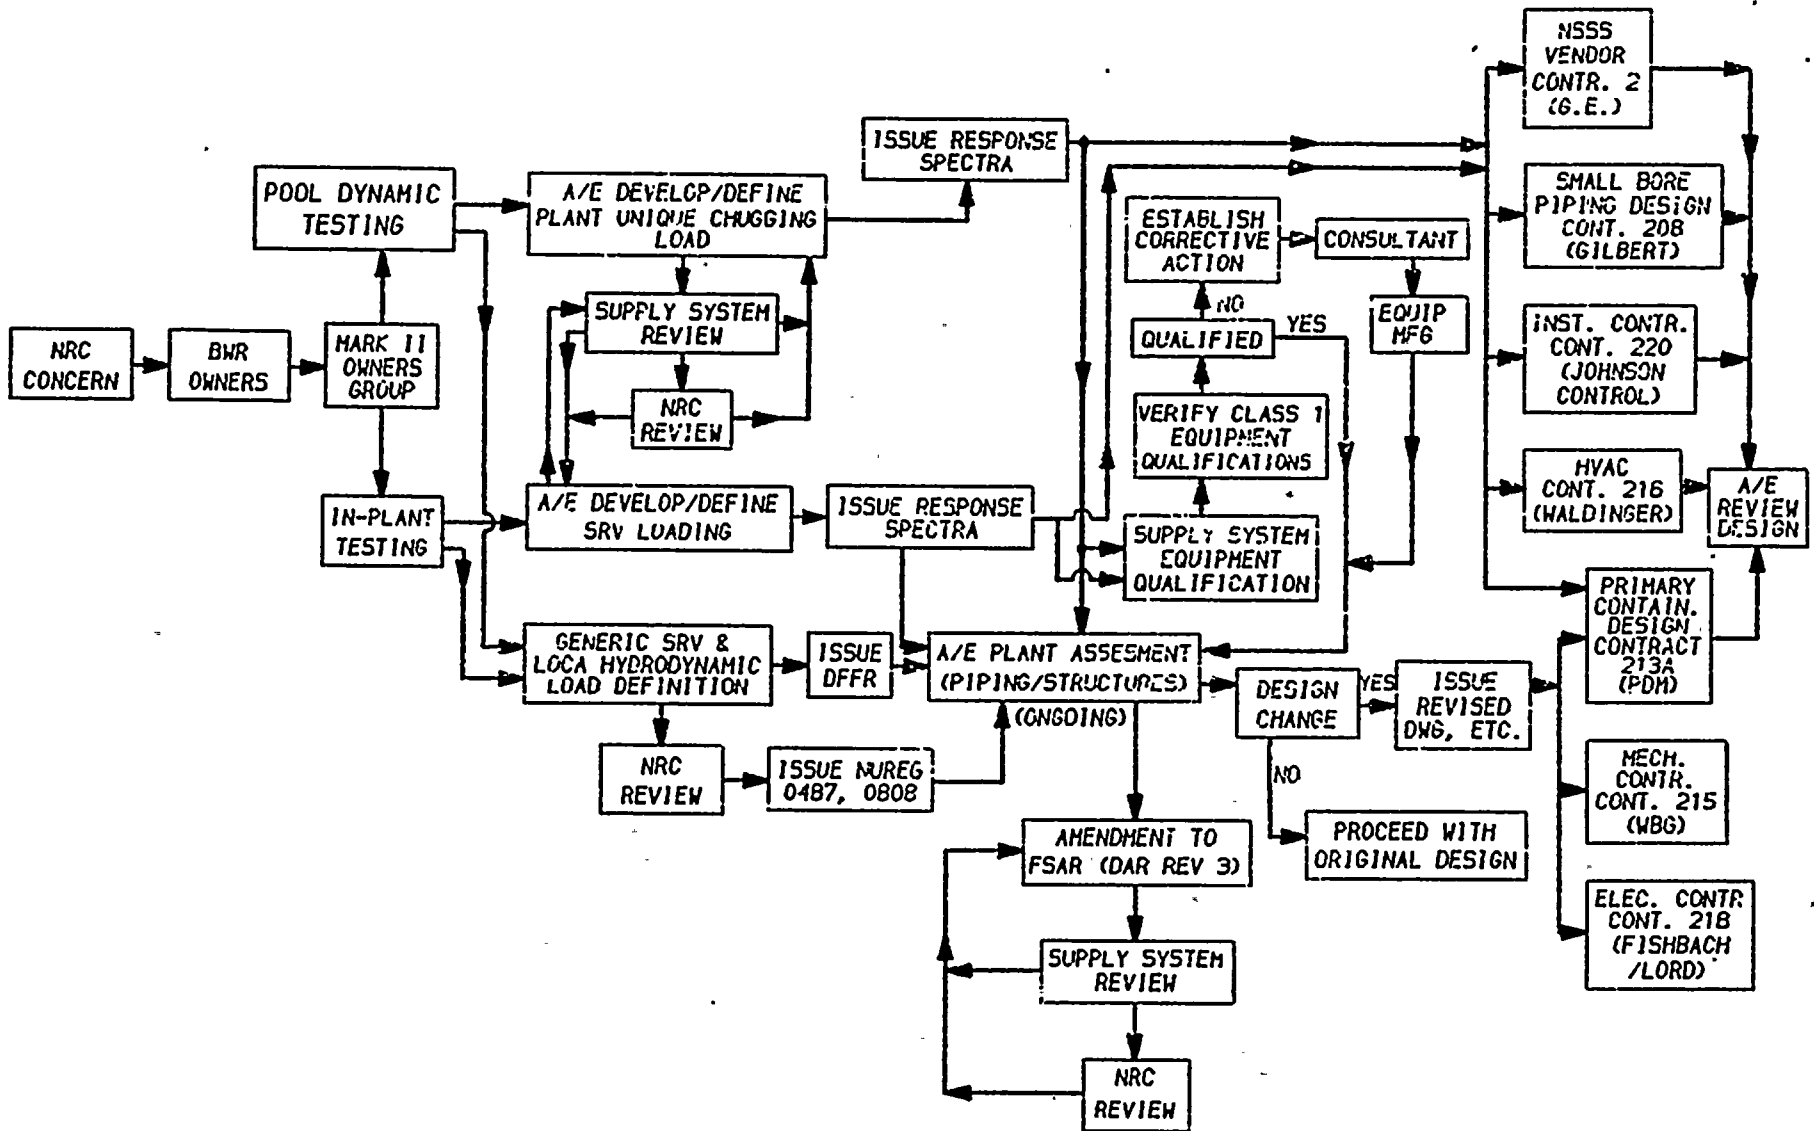 NRC
CONCERN
BWR
OWNERS
MARK II
OWNERS
GROUP
POOL DYNAMIC
TESTING
IN-PLANT
TESTING
A/E DEVELOP/DEFINE
PLANT UNIQUE CHUGGING
LOAD
SUPPLY SYSTEM
REVIEW
NRC
REVIEW
A/E DEVELOP/DEFINE
SRV LOADING
GENERIC SRV &
LOCA HYDRODYNAMIC
LOAD DEFINITION
NRC
REVIEW
ISSUE RESPONSE
SPECTRA
ISSUE RESPONSE
SPECTRA
ISSUE
DFFR
ISSUE NUREG
0487, 0808
A/E PLANT ASSESMENT
(PIPING/STRUCTURES)
(ONGOING)
AMENDMENT TO
FSAR (DAR REV 3)
SUPPLY SYSTEM
REVIEW
NRC
REVIEW
ESTABLISH
CORRECTIVE
ACTION
CONSULTANT
EQUIP
MFG
NO
QUALIFIED
YES
VERIFY CLASS 1
EQUIPMENT
QUALIFICATIONS
SUPPLY SYSTEM
EQUIPMENT
QUALIFICATION
DESIGN
CHANGE
YES
NO
ISSUE
REVISED
DWG, ETC.
PROCEED WITH
ORIGINAL DESIGN
NSSS
VENDOR
CONTR. 2
(G.E.)
SMALL BORE
PIPING DESIGN
CONT. 208
(GILBERT)
INST. CONTR.
CONT. 220
(JOHNSON
CONTROL)
HVAC
CONT. 216
(WALDINGER)
A/E
REVIEW
DESIGN
PRIMARY
CONTAIN.
DESIGN
CONTRACT
213A
(PDM)
MECH.
CONTR.
CONT. 215
(WBG)
ELEC. CONTR
CONT. 218
(FISHBACH
/LORD)